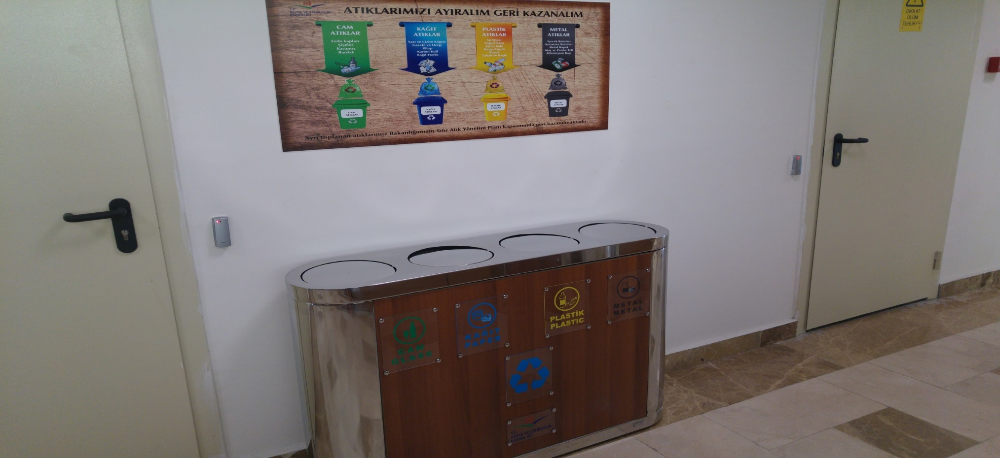 T.C.
ÇEVRE VE ŞEHİRCİLİK
BAKANLIĞI
ATIKLARIMIZI AYIRALIM GERİ KAZANALIM
CAM
ATIKLAR
Gıda kapları
Şişeler
Kavanoz
Bardak
KAĞIT
ATIKLAR
Yazı ve Çizim Kâğıdı
Gazete ve Dergi
Kitap
Karton Koli
Kağıt Havlu
PLASTİK
ATIKLAR
Su Şişesi
Yoğurt Kabı
Ayran Kabı
Kargo Poşeti
Kapak
Tabak ve Kaşık
METAL
ATIKLAR
İçecek Kutuları
Konserve Kutuları
Metal Kapak
Ataç ve Zımba Teli
Alüminyum Kap
CAM
ATIKLAR
KAĞIT
ATIKLARI
PLASTİK
ATIKLAR
METAL
ATIKLAR
Ayrı toplanan atıklarımız Bakanlığımızın Sıfır Atık Yönetim Planı kapsamında geri kazanılmaktadır.
DİKKAT!
ÖLÜM
TEHLİKESİ
CAM
GLASS
KAĞIT
PAPER
PLASTİK
PLASTIC
METAL
METAL
T.C.
ÇEVRE VE ŞEHİRCİLİK
BAKANLIĞI